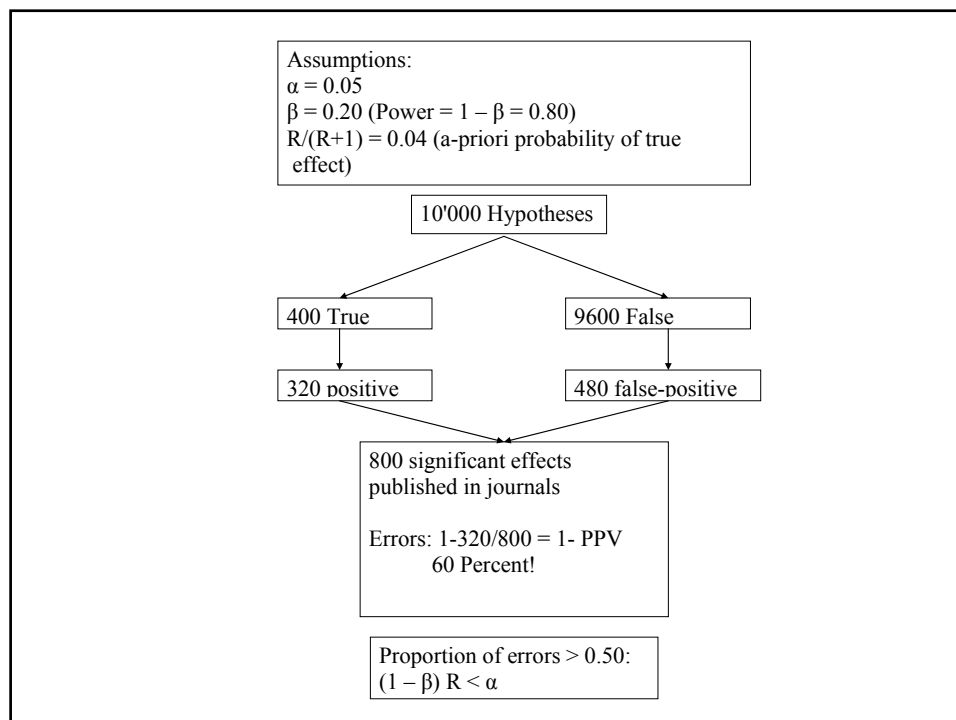 Assumptions:
α = 0.05
β = 0.20 (Power = 1 – β = 0.80)
R/(R+1) = 0.04 (a-priori probability of true
effect)
10'000 Hypotheses
400 True
9600 False
320 positive
480 false-positive
800 significant effects
published in journals
Errors: 1-320/800 = 1- PPV
60 Percent!
Proportion of errors > 0.50:
(1 – β) R < α